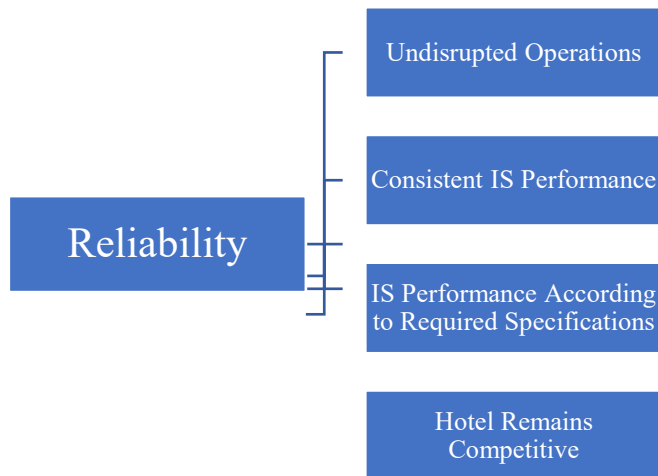 Reliability
Undisrupted Operations
Consistent IS Performance
IS Performance According
to Required Specifications
Hotel Remains
Competitive